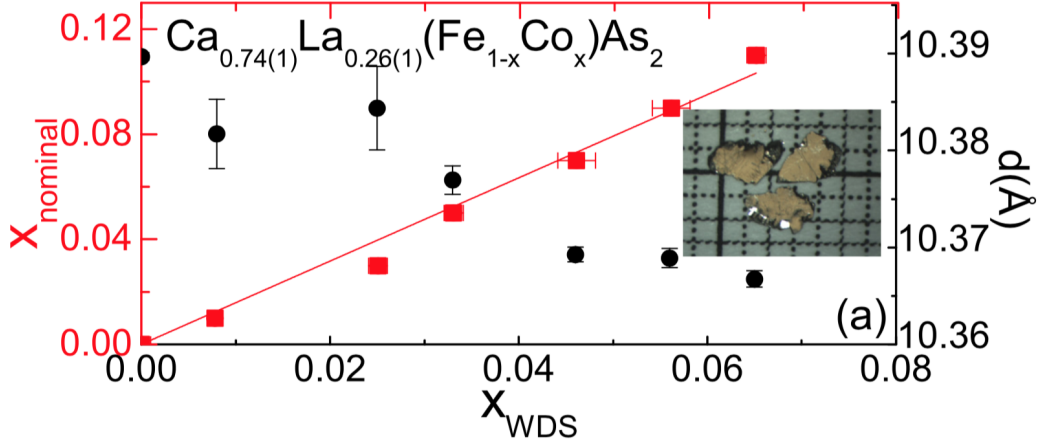 Ca0.74(1)La0.26(1)(Fe1-xCox)As2
0.12
0.08
0.04
0.00
Xnominal
10.39
10.38
10.37
10.36
d(Å)
(a)
0.00 0.02 0.04 0.06 0.08
XWDS